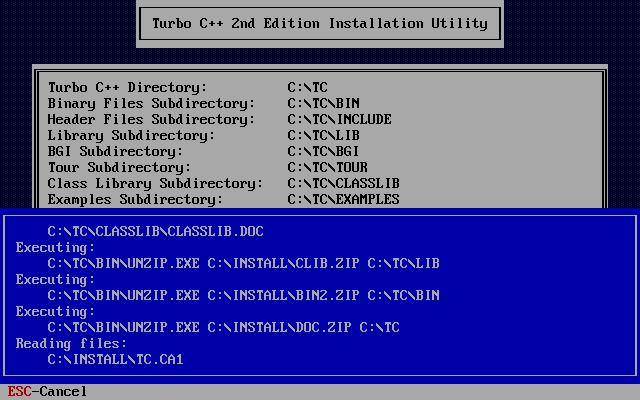 Turbo C++ 2nd Edition Installation Utility
Turbo C++ Directory: C:\TC
Binary Files Subdirectory: C:\TC\BIN
Header Files Subdirectory: C:\TC\INCLUDE
Library Subdirectory: C:\TC\LIB
BGI Subdirectory: C:\TC\BGI
Tour Subdirectory: C:\TC\TOUR
Class Library Subdirectory: C:\TC\CLASSLIB
Examples Subdirectory: C:\TC\EXAMPLES
C:\TC\CLASSLIB\CLASSLIB.DOC
Executing:
C:\TC\BIN\UNZIP.EXE C:\INSTALL\CLIB.ZIP C:\TC\LIB
Executing:
C:\TC\BIN\UNZIP.EXE C:\INSTALL\BIN2.ZIP C:\TC\BIN
Executing:
C:\TC\BIN\UNZIP.EXE C:\INSTALL\DOC.ZIP C:\TC
Reading files:
C:\INSTALL\TC.CA1
ESC-Cancel